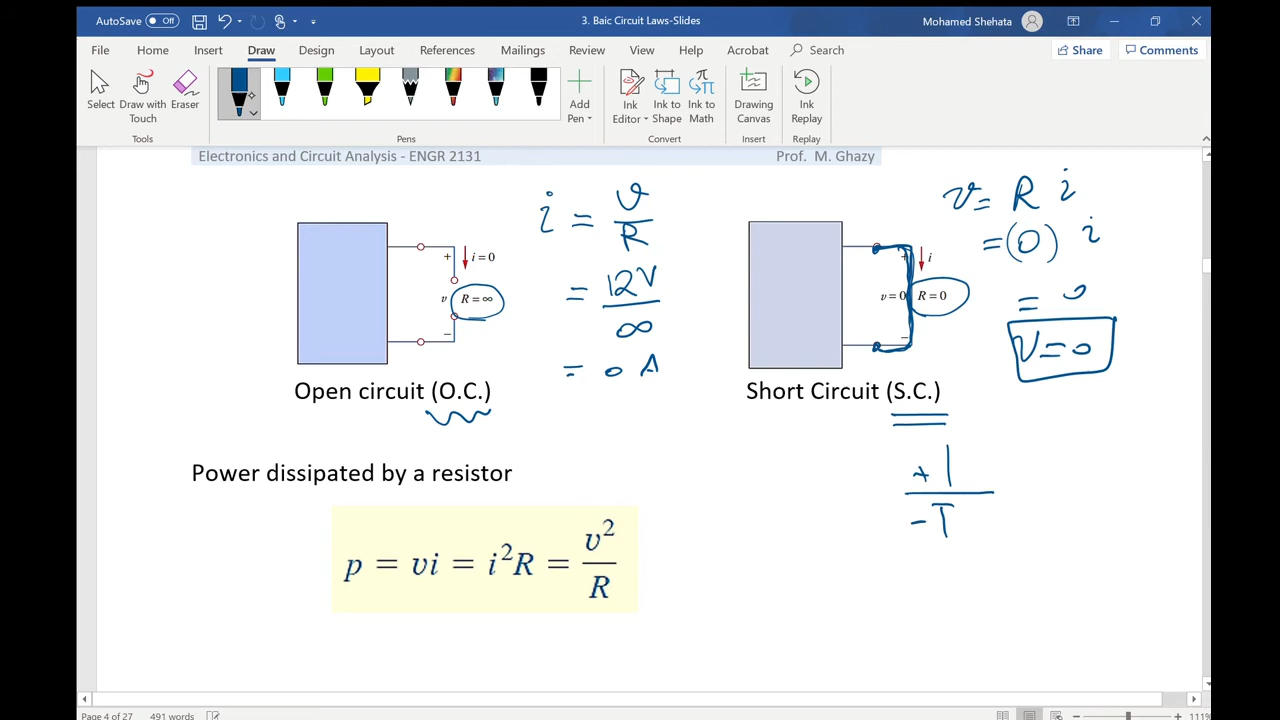 AutoSave Off
3. Baic Circuit Laws-Slides
Mohamed Shehata
File Home Insert Draw Design Layout References Mailings Review View Help Acrobat Search Share Comments
Select Draw with Touch Eraser Add Pen Ink Editor Ink to Shape Ink to Math Drawing Canvas Ink Replay
Tools Pens Convert Insert Replay
Electronics and Circuit Analysis - ENGR 2131 Prof. M. Ghazy
+ i = 0
v R = ∞
−
Open circuit (O.C.)
i = v/R
= 12V/∞
= 0 A
+ i
v = 0 R = 0
−
Short Circuit (S.C.)
v = R i
= (0) i
= 0
V = 0
+
-
Power dissipated by a resistor
p = vi = i²R = v²/R
Page 4 of 27 491 words 111%